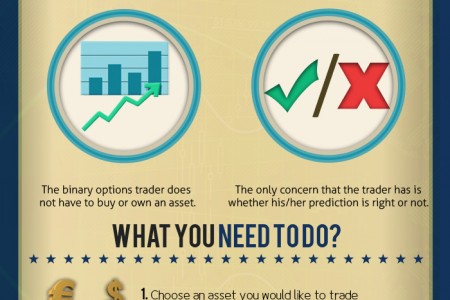 The binary options trader does
not have to buy or own an asset.
The only concern that the trader has is
whether his/her prediction is right or not.
WHAT YOU NEED TO DO?
1. Choose an asset you would like to trade